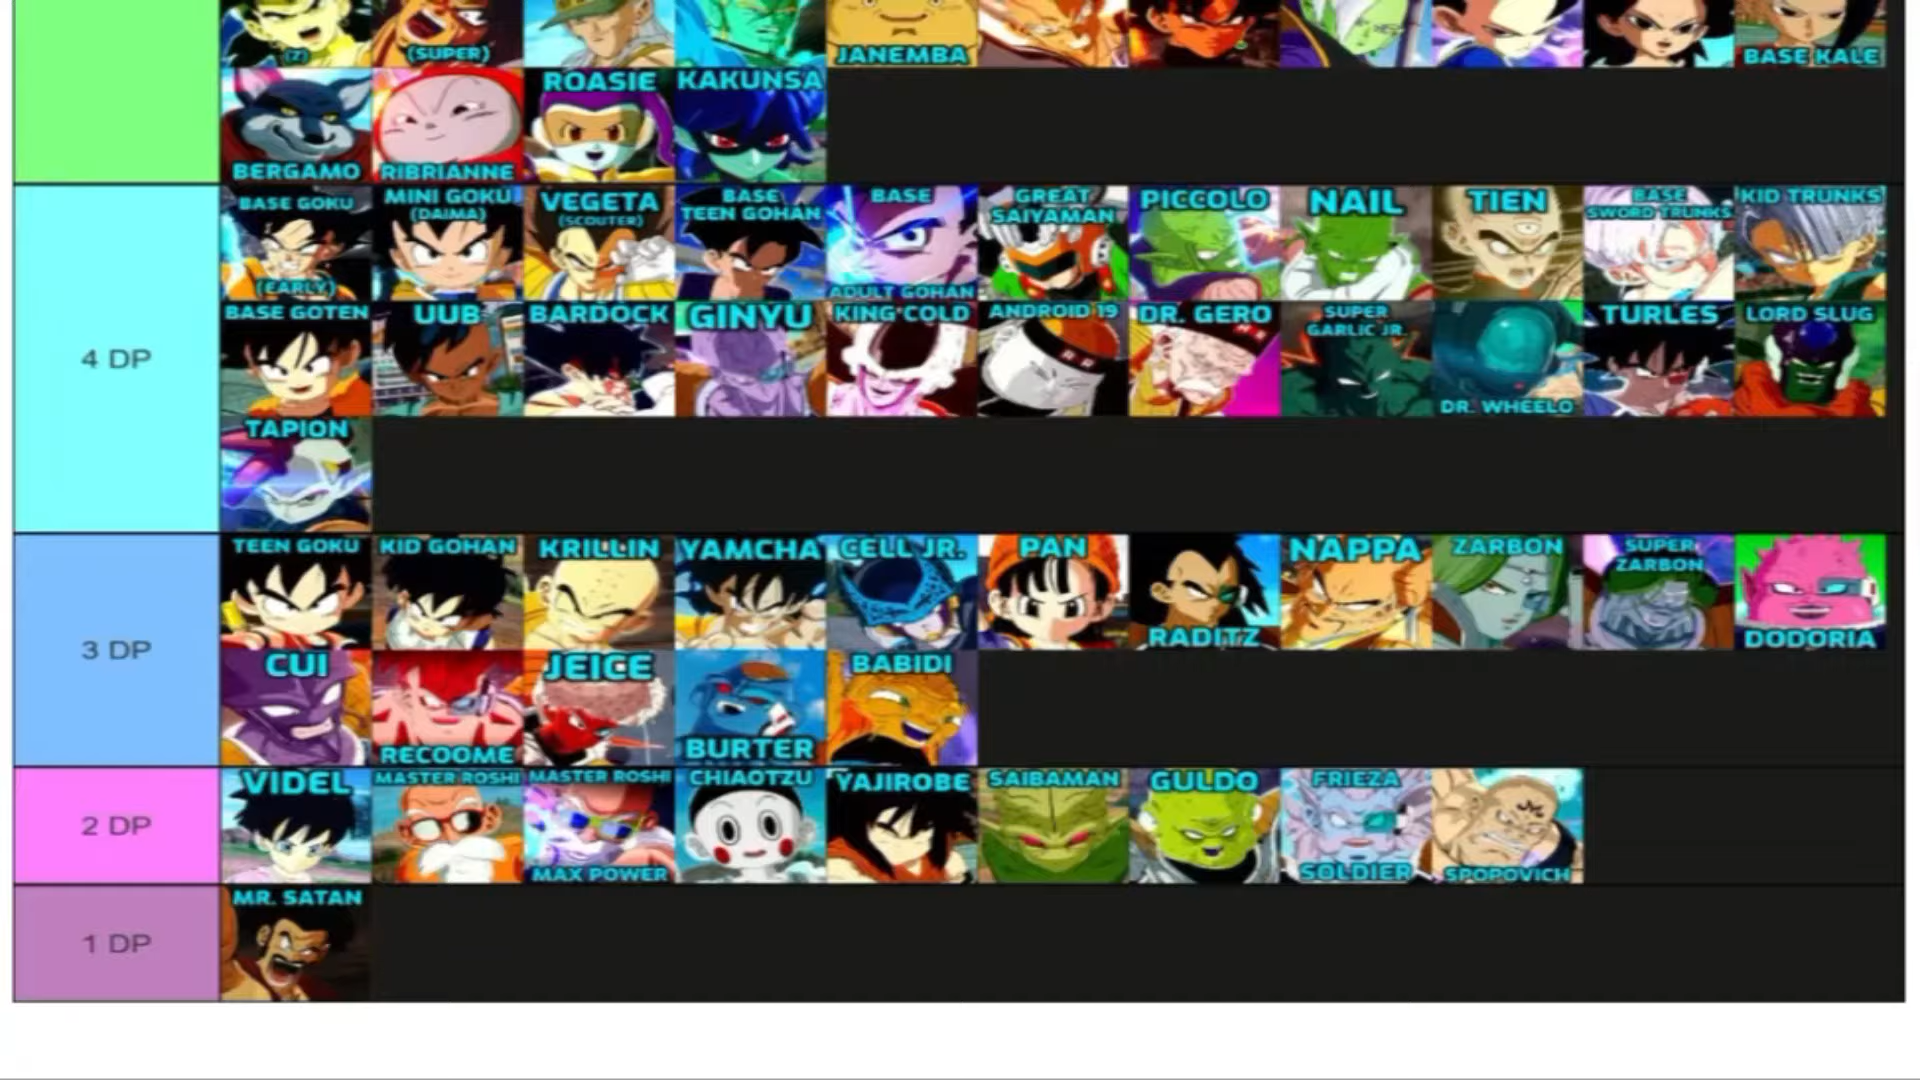 (Z)
(SUPER)
JANEMBA
BASE KALE
BERGAMO
RIBRIANNE
ROASIE
KAKUNSA
4 DP
BASE GOKU
(EARLY)
MINI GOKU
(DAIMA)
VEGETA
(SCOUTER)
BASE
TEEN GOHAN
BASE
ADULT GOHAN
GREAT
SAIYAMAN
PICCOLO
NAIL
TIEN
BASE
SWORD TRUNKS
KID TRUNKS
BASE GOTEN
UUB
BARDOCK
GINYU
KING COLD
ANDROID 19
DR. GERO
SUPER
GARLIC JR.
DR. WHEELO
TURLES
LORD SLUG
TAPION
3 DP
TEEN GOKU
KID GOHAN
KRILLIN
YAMCHA
CELL JR.
PAN
RADITZ
NAPPA
ZARBON
SUPER
ZARBON
DODORIA
CUI
RECOOME
JEICE
BURTER
BABIDI
2 DP
VIDEL
MASTER ROSHI
MASTER ROSHI
MAX POWER
CHIAOTZU
YAJIROBE
SAIBAMAN
GULDO
FRIEZA
SOLDIER
SPOPOVICH
1 DP
MR. SATAN